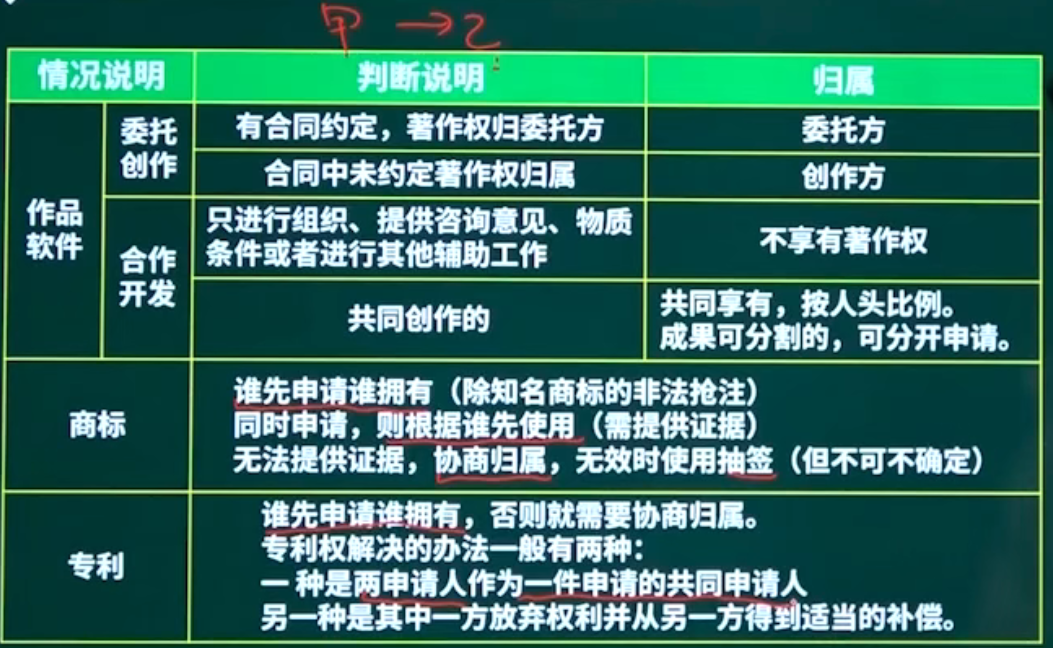 甲 → 乙
情况说明 判断说明 归属
作品
软件
委托
创作
有合同约定，著作权归委托方 委托方
合同中未约定著作权归属 创作方
合作
开发
只进行组织、提供咨询意见、物质
条件或者进行其他辅助工作
不享有著作权
共同创作的
共同享有，按人头比例。
成果可分割的，可分开申请。
商标
谁先申请谁拥有（除知名商标的非法抢注）
同时申请，则根据谁先使用（需提供证据）
无法提供证据，协商归属，无效时使用抽签（但不可不确定）
专利
谁先申请谁拥有，否则就需要协商归属。
专利权解决的办法一般有两种：
一种是两申请人作为一件申请的共同申请人
另一种是其中一方放弃权利并从另一方得到适当的补偿。